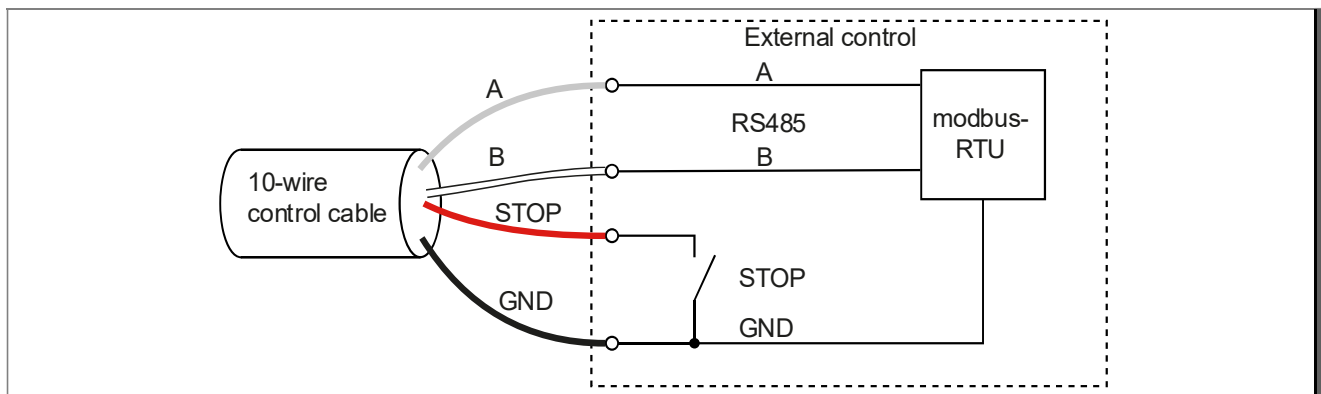 External control
A
A
RS485
modbus-
RTU
B
B
10-wire
control cable
STOP
STOP
GND
GND